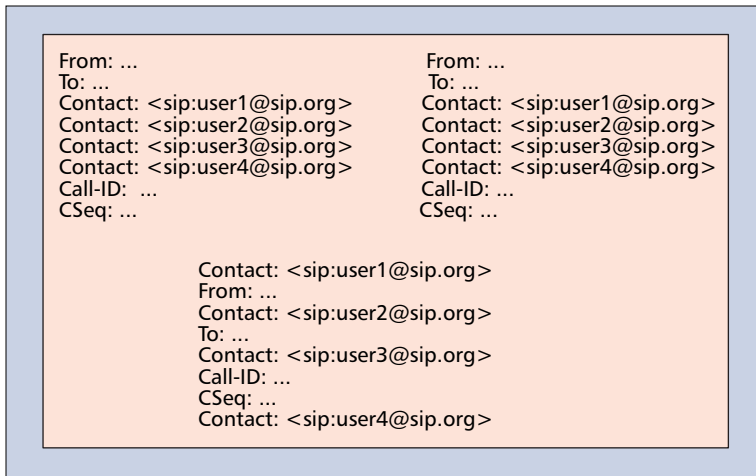 From: ...
To: ...
Contact: <sip:user1@sip.org>
Contact: <sip:user2@sip.org>
Contact: <sip:user3@sip.org>
Contact: <sip:user4@sip.org>
Call-ID: ...
CSeq: ...
From: ...
To: ...
Contact: <sip:user1@sip.org>
Contact: <sip:user2@sip.org>
Contact: <sip:user3@sip.org>
Contact: <sip:user4@sip.org>
Call-ID: ...
CSeq: ...
Contact: <sip:user1@sip.org>
From: ...
Contact: <sip:user2@sip.org>
To: ...
Contact: <sip:user3@sip.org>
Call-ID: ...
CSeq: ...
Contact: <sip:user4@sip.org>